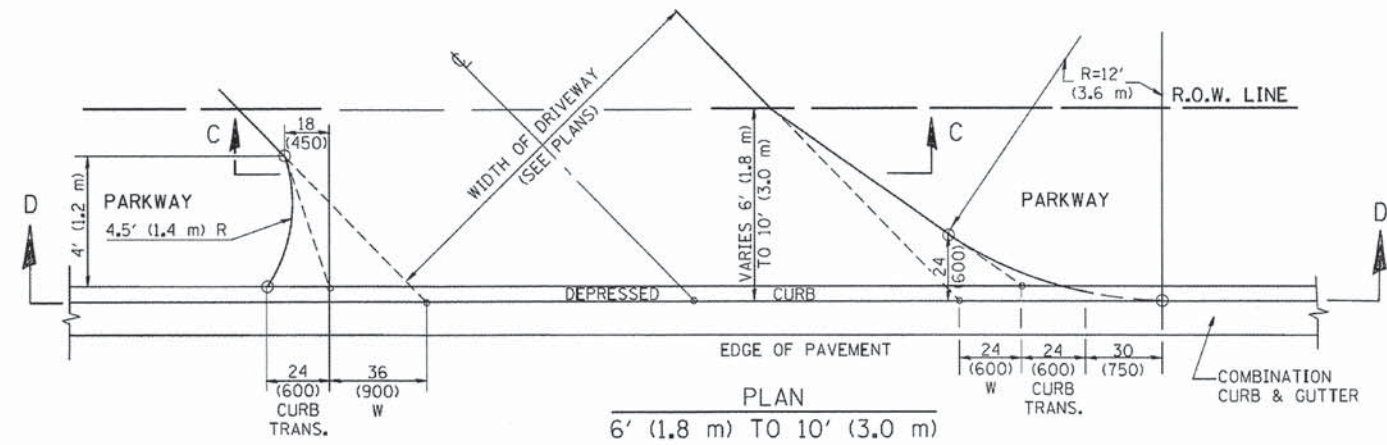 ℄
WIDTH OF DRIVEWAY
(SEE PLANS)
R=12'
(3.6 m)
R.O.W. LINE
18
(450)
C
C
4' (1.2 m)
PARKWAY
4.5' (1.4 m) R
VARIES 6' (1.8 m)
TO 10' (3.0 m)
PARKWAY
D
D
24
(600)
DEPRESSED CURB
EDGE OF PAVEMENT
24
(600)
CURB
TRANS.
36
(900)
W
24
(600)
W
24
(600)
CURB
TRANS.
30
(750)
COMBINATION
CURB & GUTTER
PLAN
6' (1.8 m) TO 10' (3.0 m)